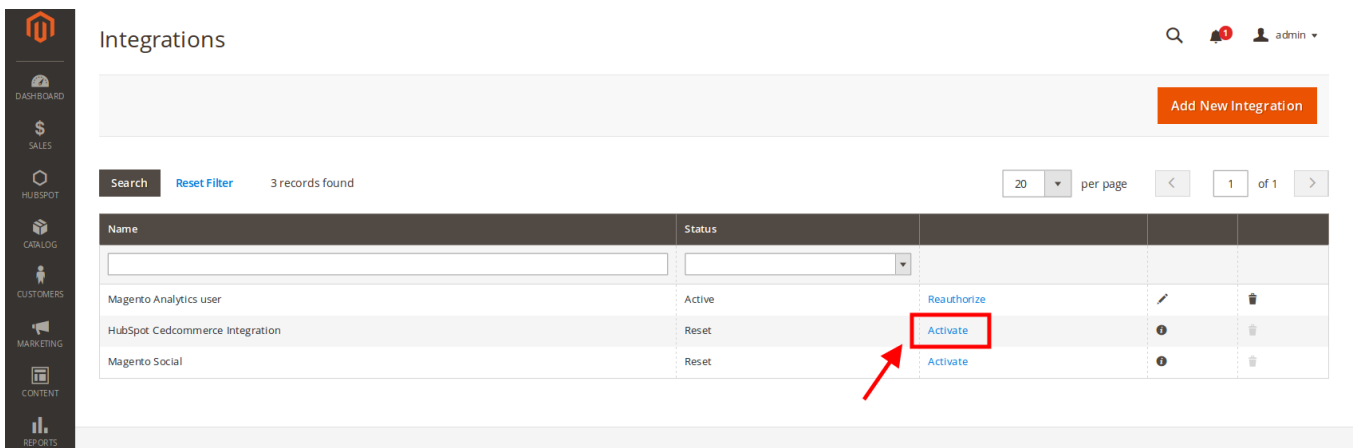 Integrations
1
admin
DASHBOARD
Add New Integration
SALES
HUBSPOT
Search Reset Filter 3 records found 20 per page 1 of 1
Name Status
CATALOG
CUSTOMERS
Magento Analytics user Active Reauthorize
HubSpot Cedcommerce Integration Reset Activate
MARKETING
Magento Social Reset Activate
CONTENT
REPORTS